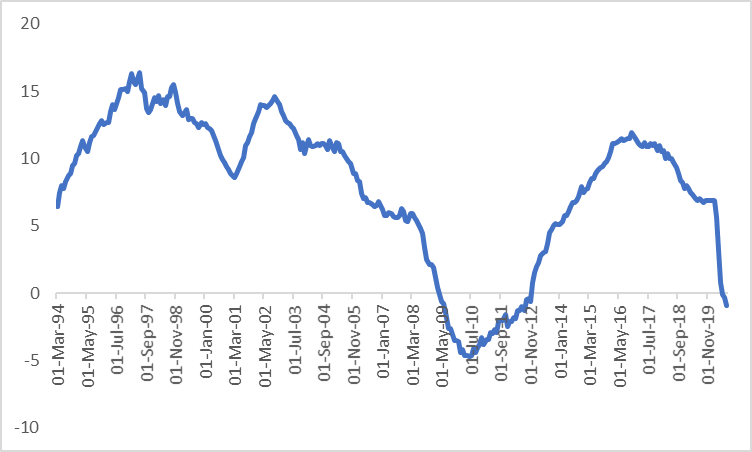 20
15
10
5
0
-5
-10
01-Mar-94
01-May-95
01-Jul-96
01-Sep-97
01-Nov-98
01-Jan-00
01-Mar-01
01-May-02
01-Jul-03
01-Sep-04
01-Nov-05
01-Jan-07
01-Mar-08
01-May-09
01-Jul-10
01-Sep-11
01-Nov-12
01-Jan-14
01-Mar-15
01-May-16
01-Jul-17
01-Sep-18
01-Nov-19